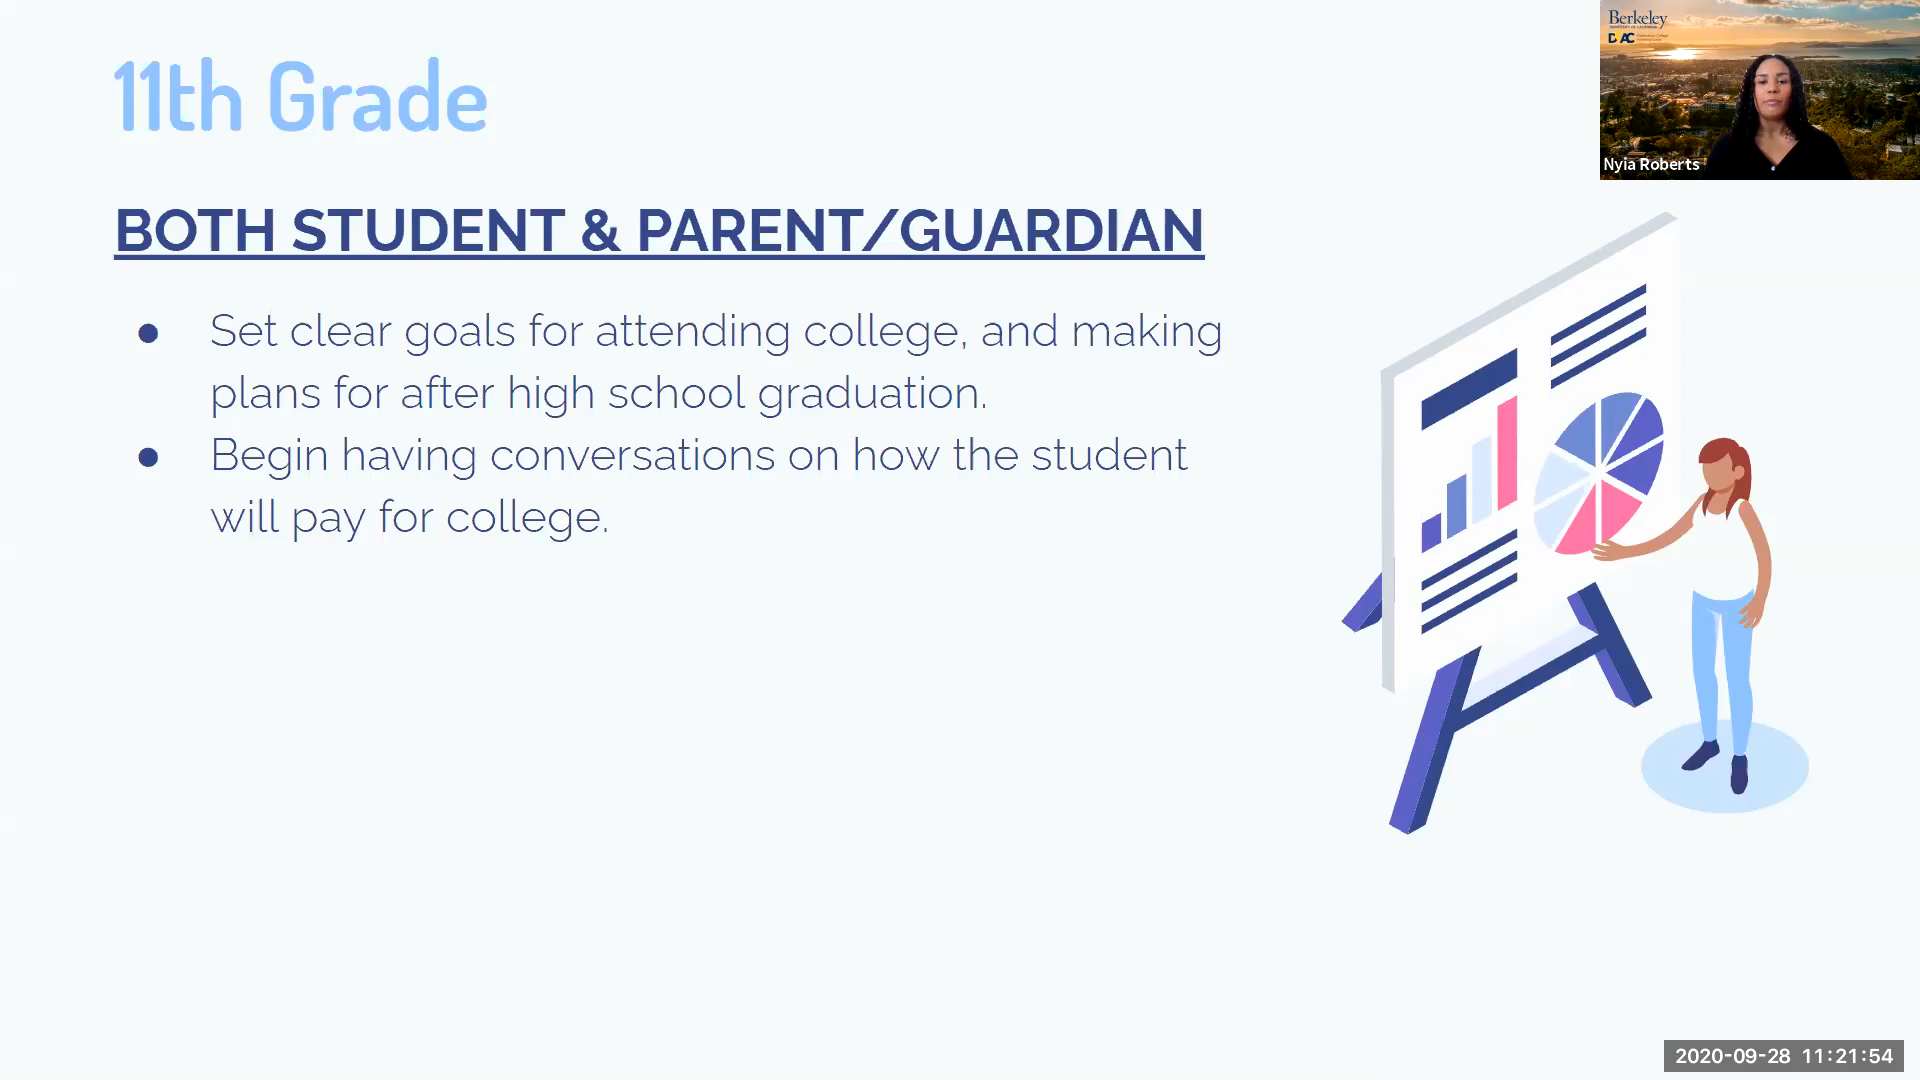 11th Grade
BOTH STUDENT & PARENT/GUARDIAN
● Set clear goals for attending college, and making
plans for after high school graduation.
● Begin having conversations on how the student
will pay for college.
Berkeley
Nyia Roberts
2020-09-28 11:21:54